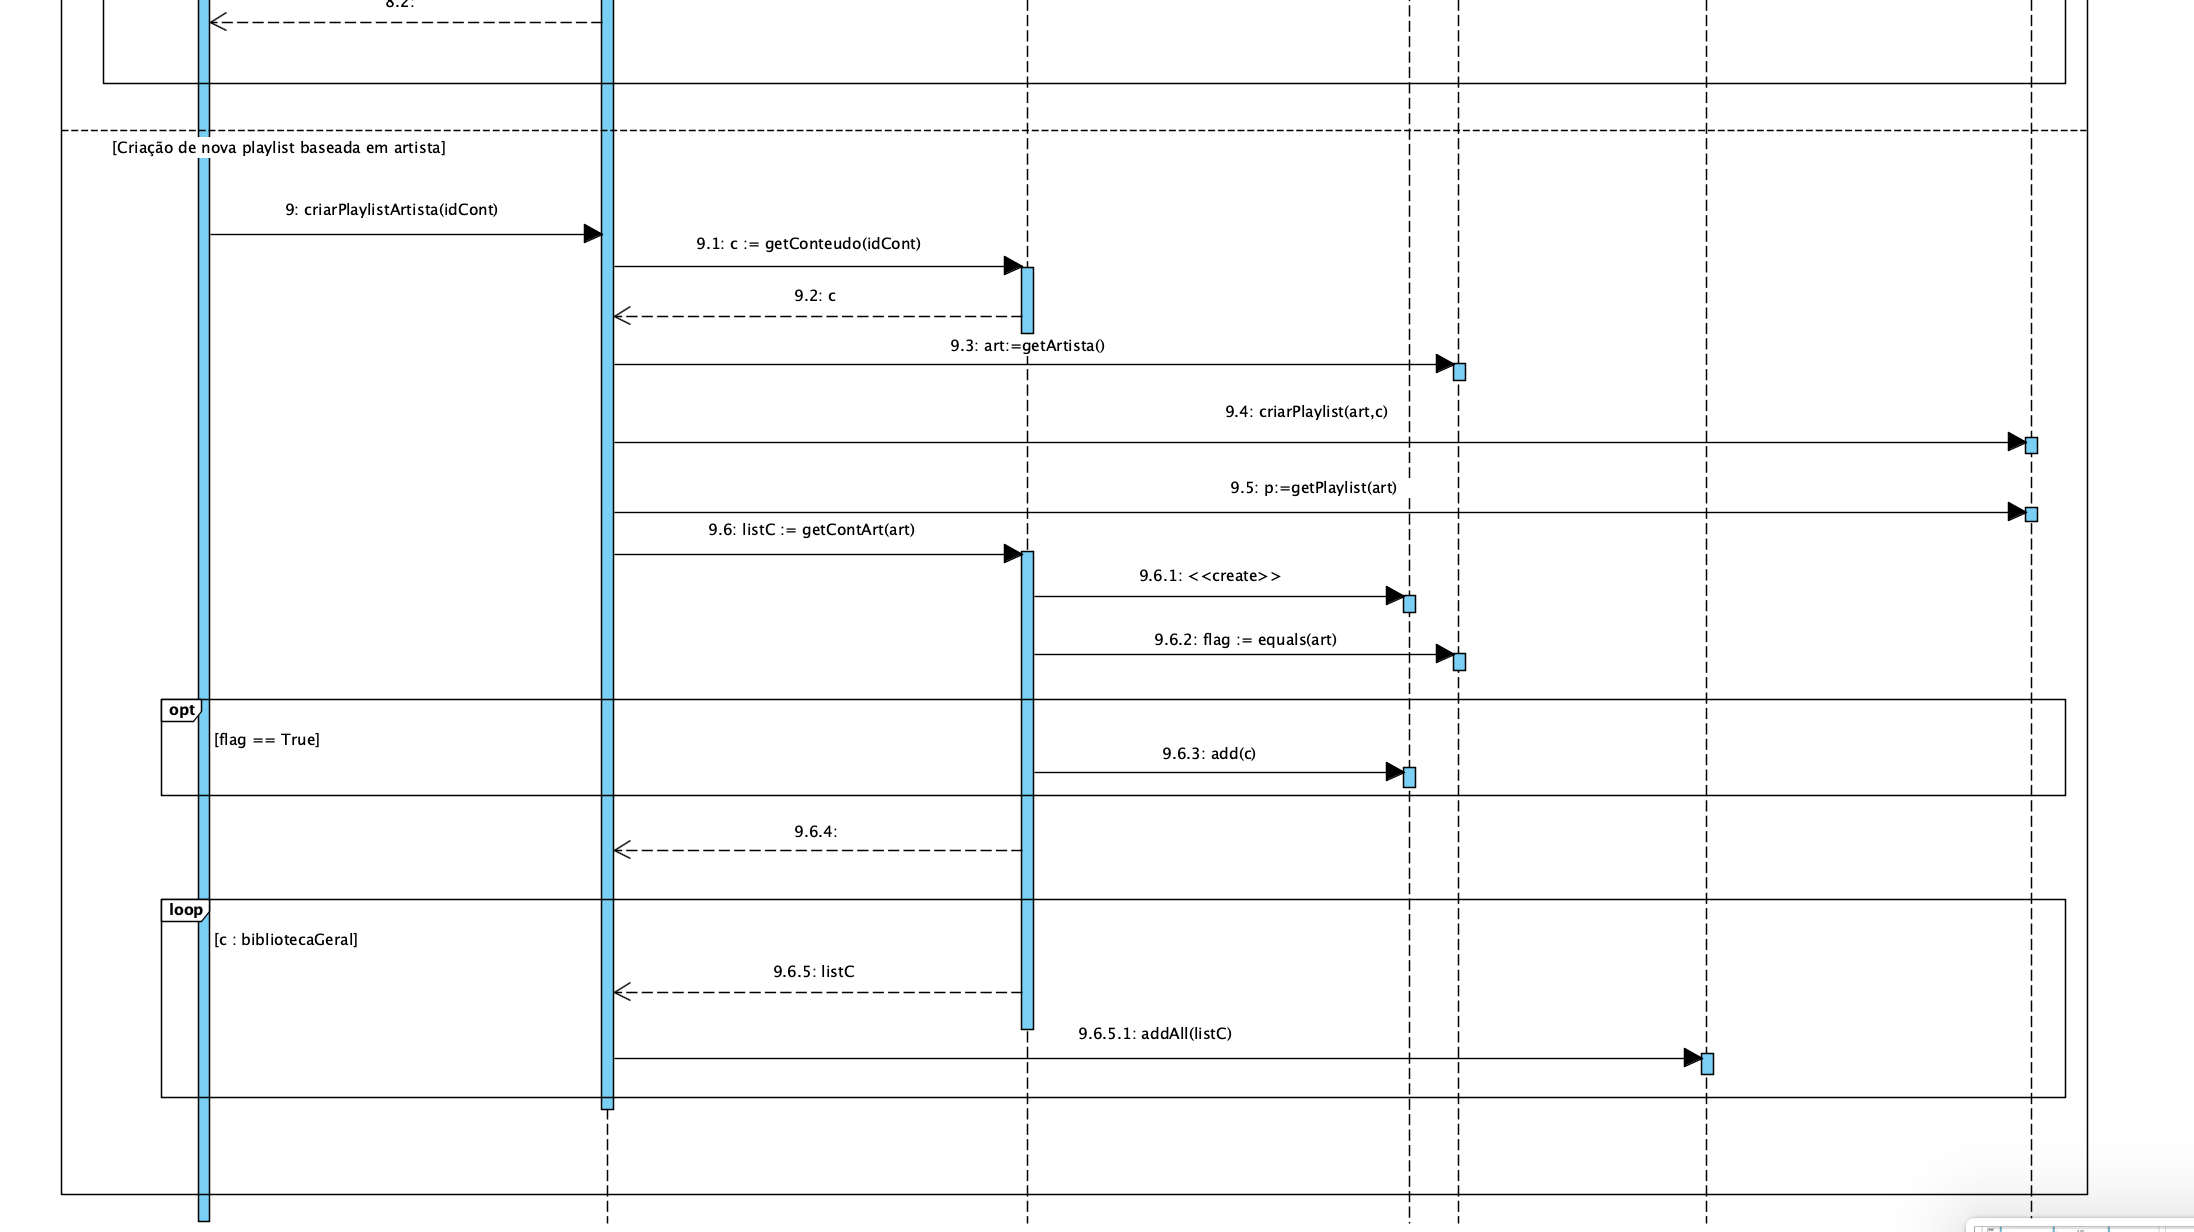 8.2:
[Criação de nova playlist baseada em artista]
9: criarPlaylistArtista(idCont)
9.1: c := getConteudo(idCont)
9.2: c
9.3: art:=getArtista()
9.4: criarPlaylist(art,c)
9.5: p:=getPlaylist(art)
9.6: listC := getContArt(art)
9.6.1: <<create>>
9.6.2: flag := equals(art)
opt
[flag == True]
9.6.3: add(c)
9.6.4:
loop
[c : bibliotecaGeral]
9.6.5: listC
9.6.5.1: addAll(listC)